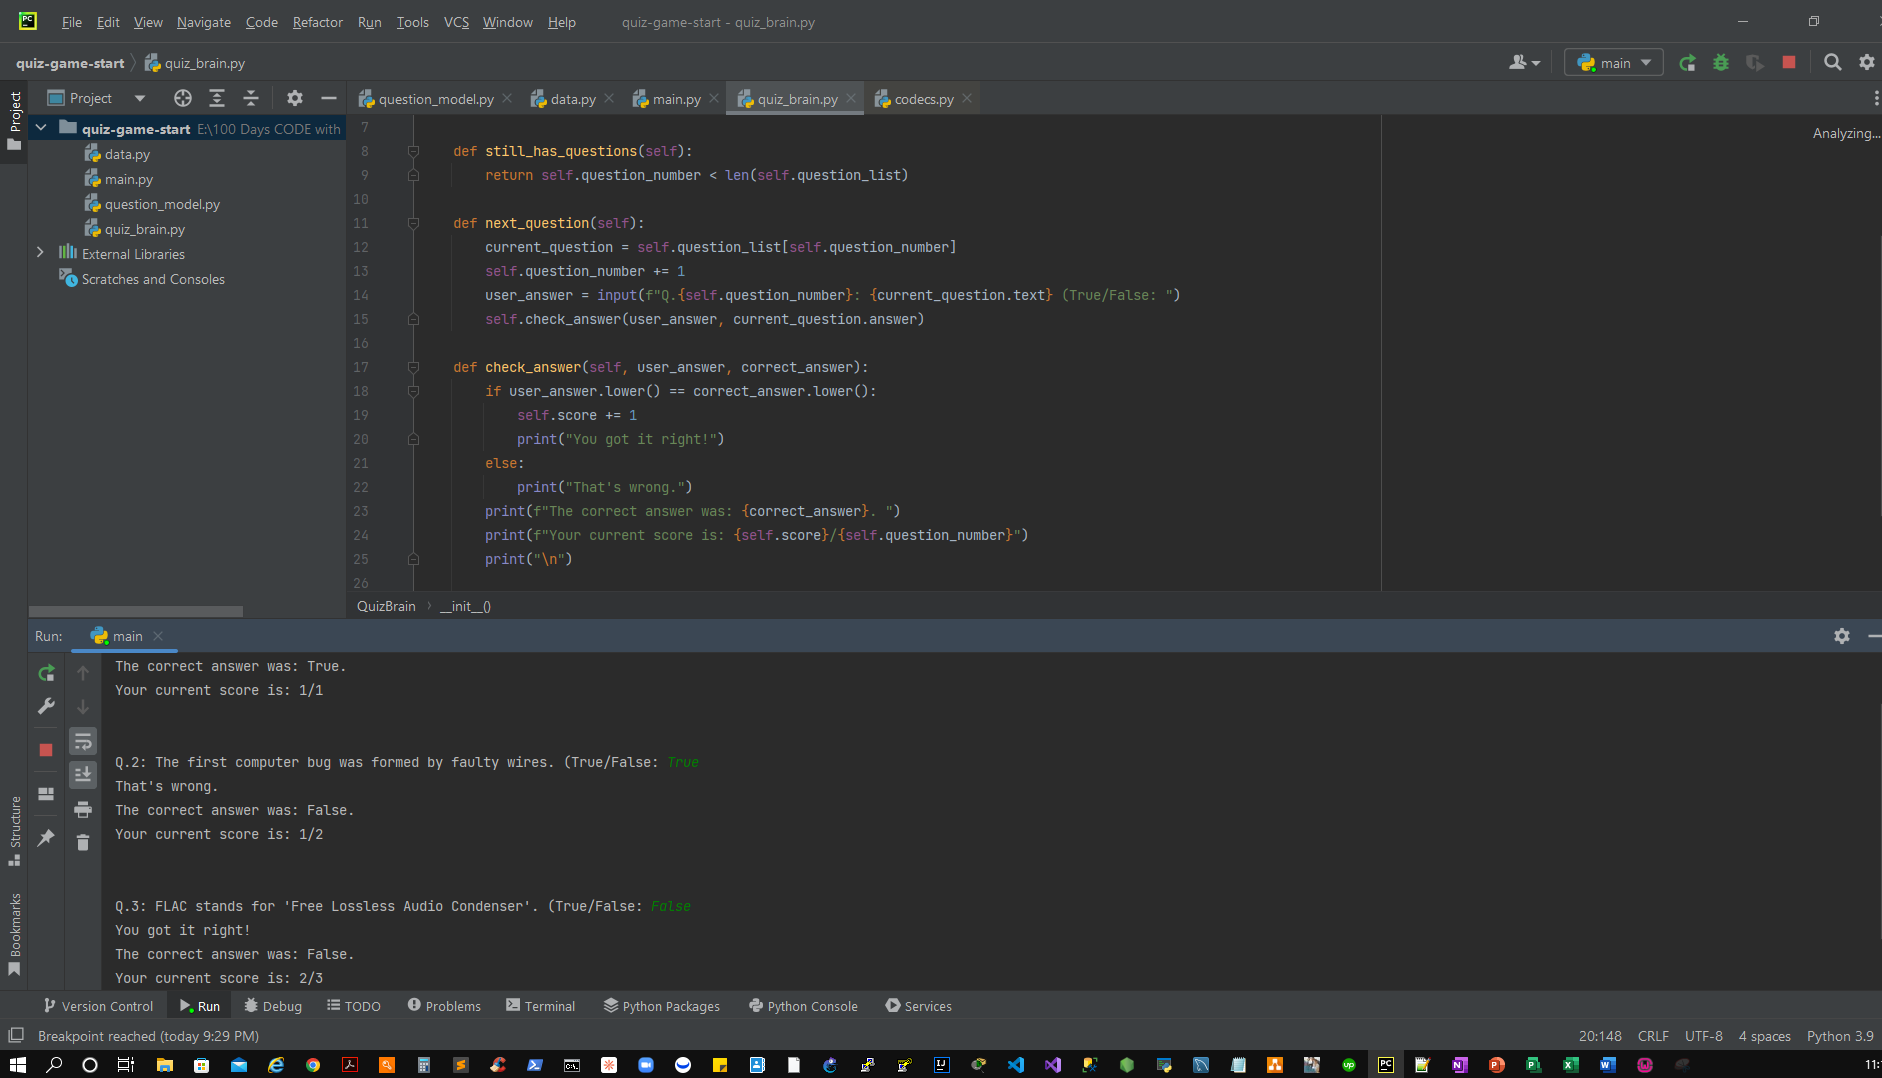 File Edit View Navigate Code Refactor Run Tools VCS Window Help quiz-game-start - quiz_brain.py
quiz-game-start quiz_brain.py main
Project
Project question_model.py data.py main.py quiz_brain.py codecs.py
quiz-game-start E:\100 Days CODE with
data.py
main.py
question_model.py
quiz_brain.py
External Libraries
Scratches and Consoles
Analyzing...
7
8 def still_has_questions(self):
9 return self.question_number < len(self.question_list)
10
11 def next_question(self):
12 current_question = self.question_list[self.question_number]
13 self.question_number += 1
14 user_answer = input(f"Q.{self.question_number}: {current_question.text} (True/False: ")
15 self.check_answer(user_answer, current_question.answer)
16
17 def check_answer(self, user_answer, correct_answer):
18 if user_answer.lower() == correct_answer.lower():
19 self.score += 1
20 print("You got it right!")
21 else:
22 print("That's wrong.")
23 print(f"The correct answer was: {correct_answer}. ")
24 print(f"Your current score is: {self.score}/{self.question_number}")
25 print("\n")
26
QuizBrain __init__()
Run: main
The correct answer was: True.
Your current score is: 1/1
Q.2: The first computer bug was formed by faulty wires. (True/False: True
That's wrong.
The correct answer was: False.
Your current score is: 1/2
Q.3: FLAC stands for 'Free Lossless Audio Condenser'. (True/False: False
You got it right!
The correct answer was: False.
Your current score is: 2/3
Structure
Bookmarks
Version Control Run Debug TODO Problems Terminal Python Packages Python Console Services
Breakpoint reached (today 9:29 PM) 20:148 CRLF UTF-8 4 spaces Python 3.9
11: